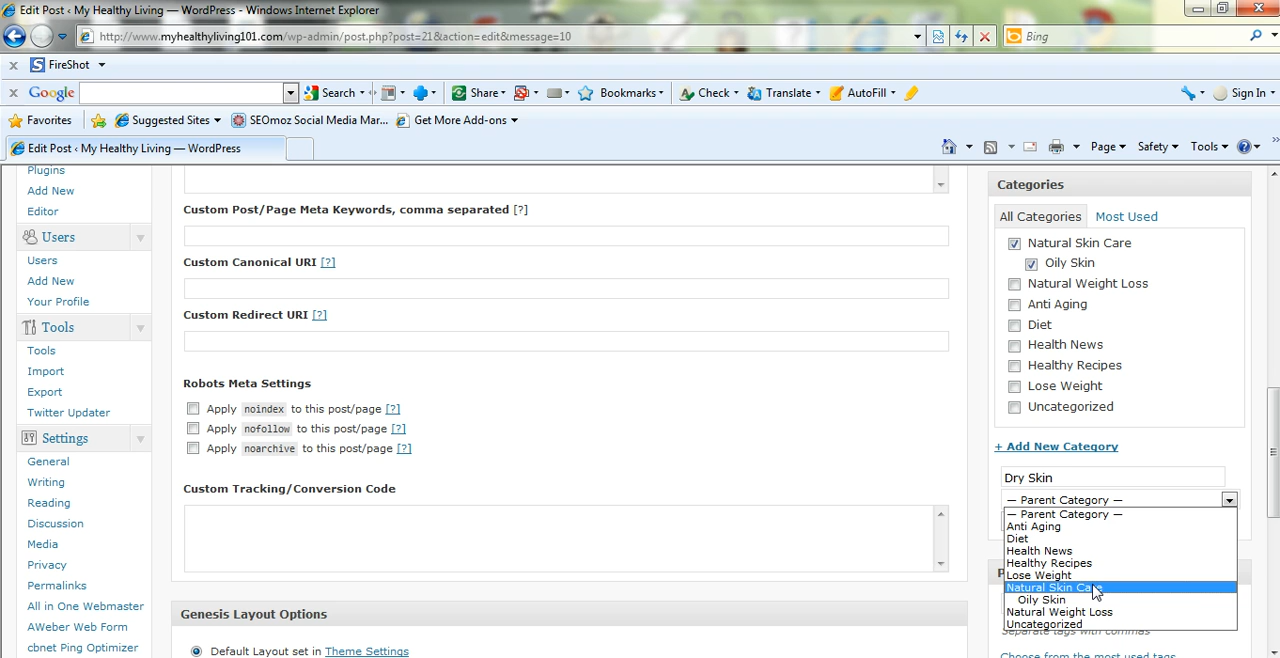 Edit Post ‹ My Healthy Living — WordPress - Windows Internet Explorer
http://www.myhealthyliving101.com/wp-admin/post.php?post=21&action=edit&message=10
Bing
x FireShot
x Google Search Share Bookmarks Check Translate AutoFill Sign In
Favorites Suggested Sites SEOmoz Social Media Mar... Get More Add-ons
Edit Post ‹ My Healthy Living — WordPress
Page Safety Tools
Plugins
Add New
Editor
Users
Users
Add New
Your Profile
Tools
Tools
Import
Export
Twitter Updater
Settings
General
Writing
Reading
Discussion
Media
Privacy
Permalinks
All in One Webmaster
AWeber Web Form
cbnet Ping Optimizer
Custom Post/Page Meta Keywords, comma separated [?]
Custom Canonical URI [?]
Custom Redirect URI [?]
Robots Meta Settings
Apply noindex to this post/page [?]
Apply nofollow to this post/page [?]
Apply noarchive to this post/page [?]
Custom Tracking/Conversion Code
Genesis Layout Options
Default Layout set in Theme Settings
Categories
All Categories Most Used
Natural Skin Care
Oily Skin
Natural Weight Loss
Anti Aging
Diet
Health News
Healthy Recipes
Lose Weight
Uncategorized
+ Add New Category
Dry Skin
— Parent Category —
— Parent Category —
Anti Aging
Diet
Health News
Healthy Recipes
Lose Weight
Natural Skin Care
Oily Skin
Natural Weight Loss
Uncategorized
Separate tags with commas
Choose from the most used tags